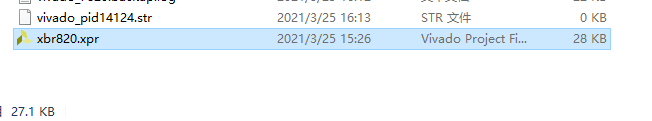 vivado_pid14124.str 2021/3/25 16:13 STR 文件 0 KB
xbr820.xpr 2021/3/25 15:26 Vivado Project Fi... 28 KB
27.1 KB